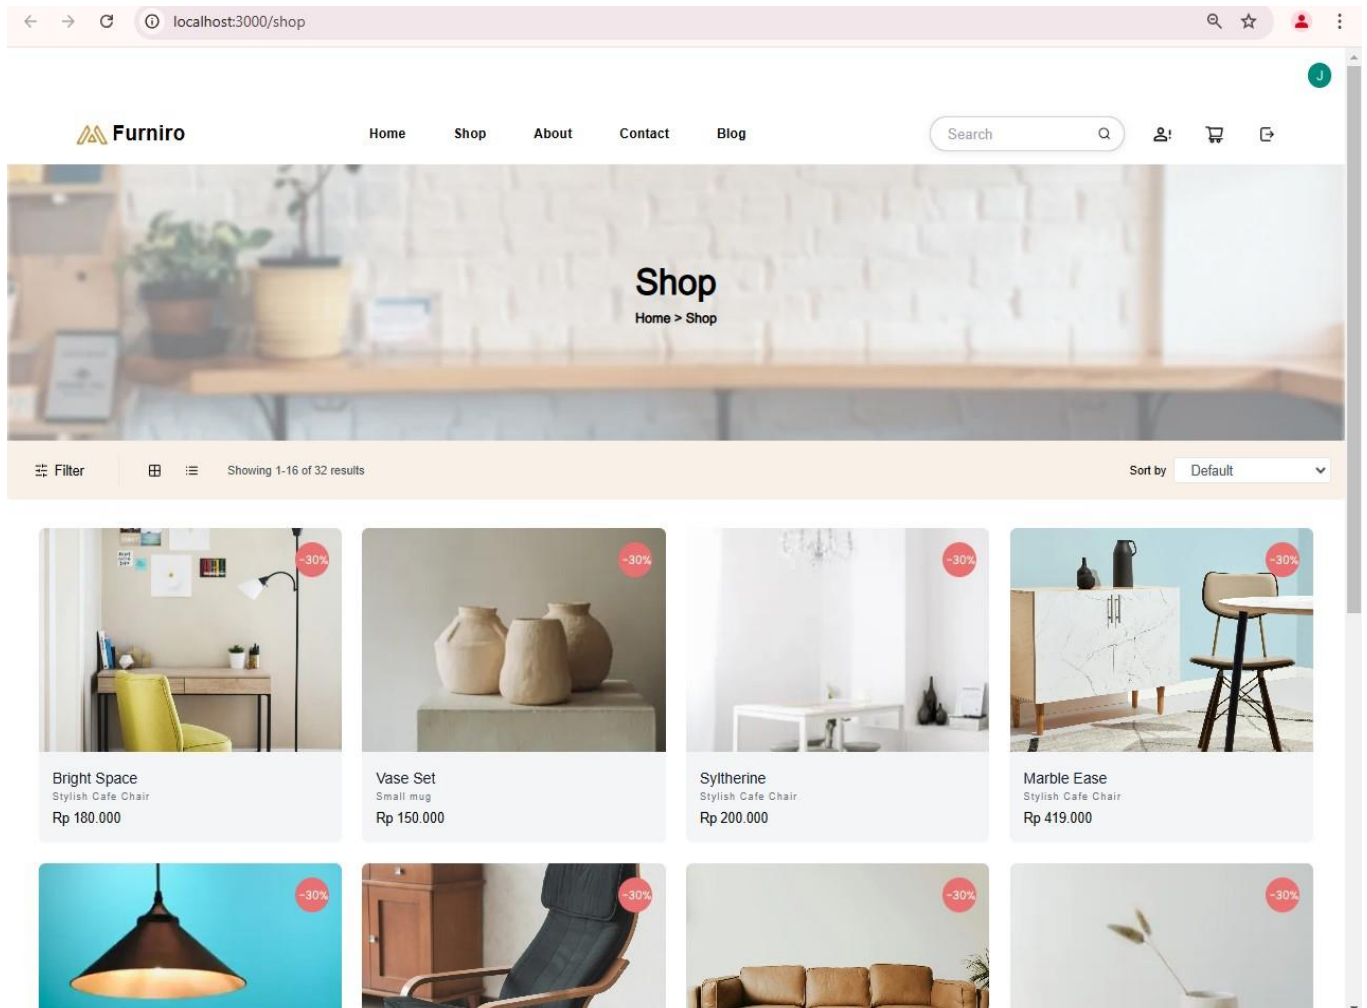 localhost:3000/shop
J
Furniro
Home Shop About Contact Blog
Search
Shop
Home > Shop
Filter
Showing 1-16 of 32 results
Sort by Default
-30% -30% -30% -30%
Bright Space Vase Set Syltherine Marble Ease
Stylish Cafe Chair Small mug Stylish Cafe Chair Stylish Cafe Chair
Rp 180.000 Rp 150.000 Rp 200.000 Rp 419.000
-30% -30% -30% -30%